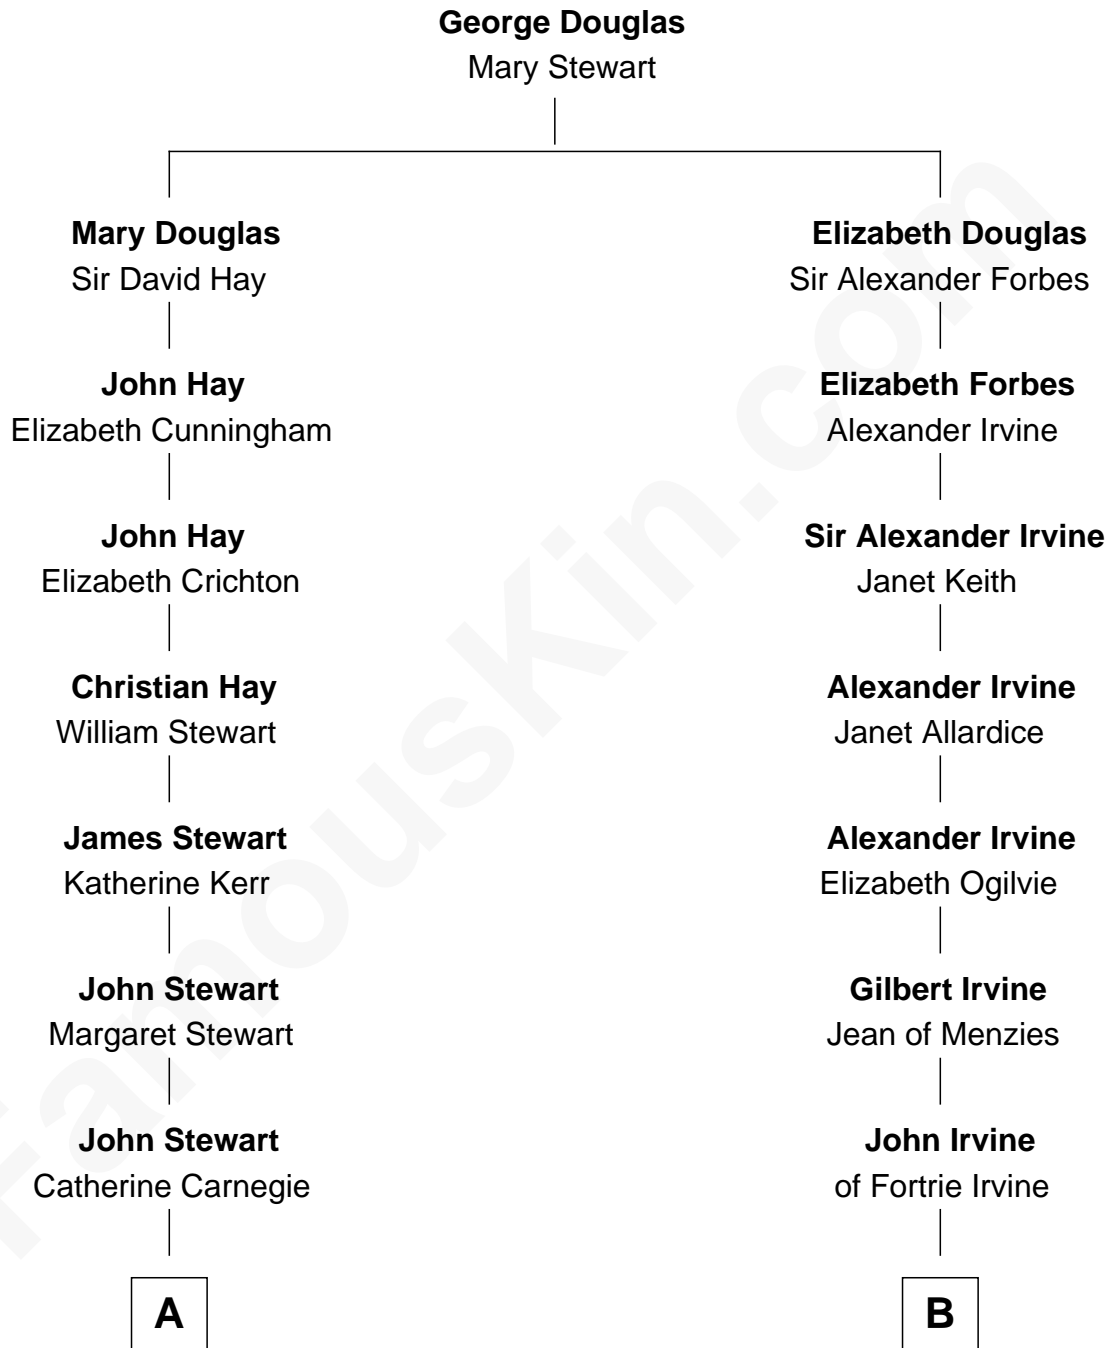 George Douglas
Mary Stewart
Mary Douglas
Sir David Hay
Elizabeth Douglas
Sir Alexander Forbes
John Hay
Elizabeth Cunningham
Elizabeth Forbes
Alexander Irvine
John Hay
Elizabeth Crichton
Sir Alexander Irvine
Janet Keith
Christian Hay
William Stewart
Alexander Irvine
Janet Allardice
James Stewart
Katherine Kerr
Alexander Irvine
Elizabeth Ogilvie
John Stewart
Margaret Stewart
Gilbert Irvine
Jean of Menzies
John Stewart
Catherine Carnegie
John Irvine
of Fortrie Irvine
A
B
FamousKin.com